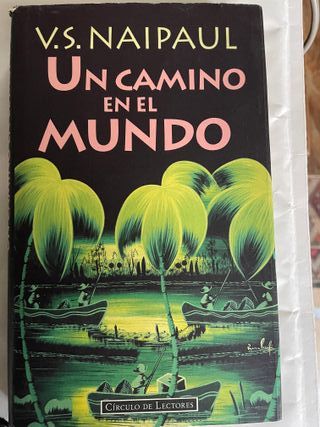 V.S. NAIPAUL
UN CAMINO
EN EL
MUNDO
CÍRCULO DE LECTORES